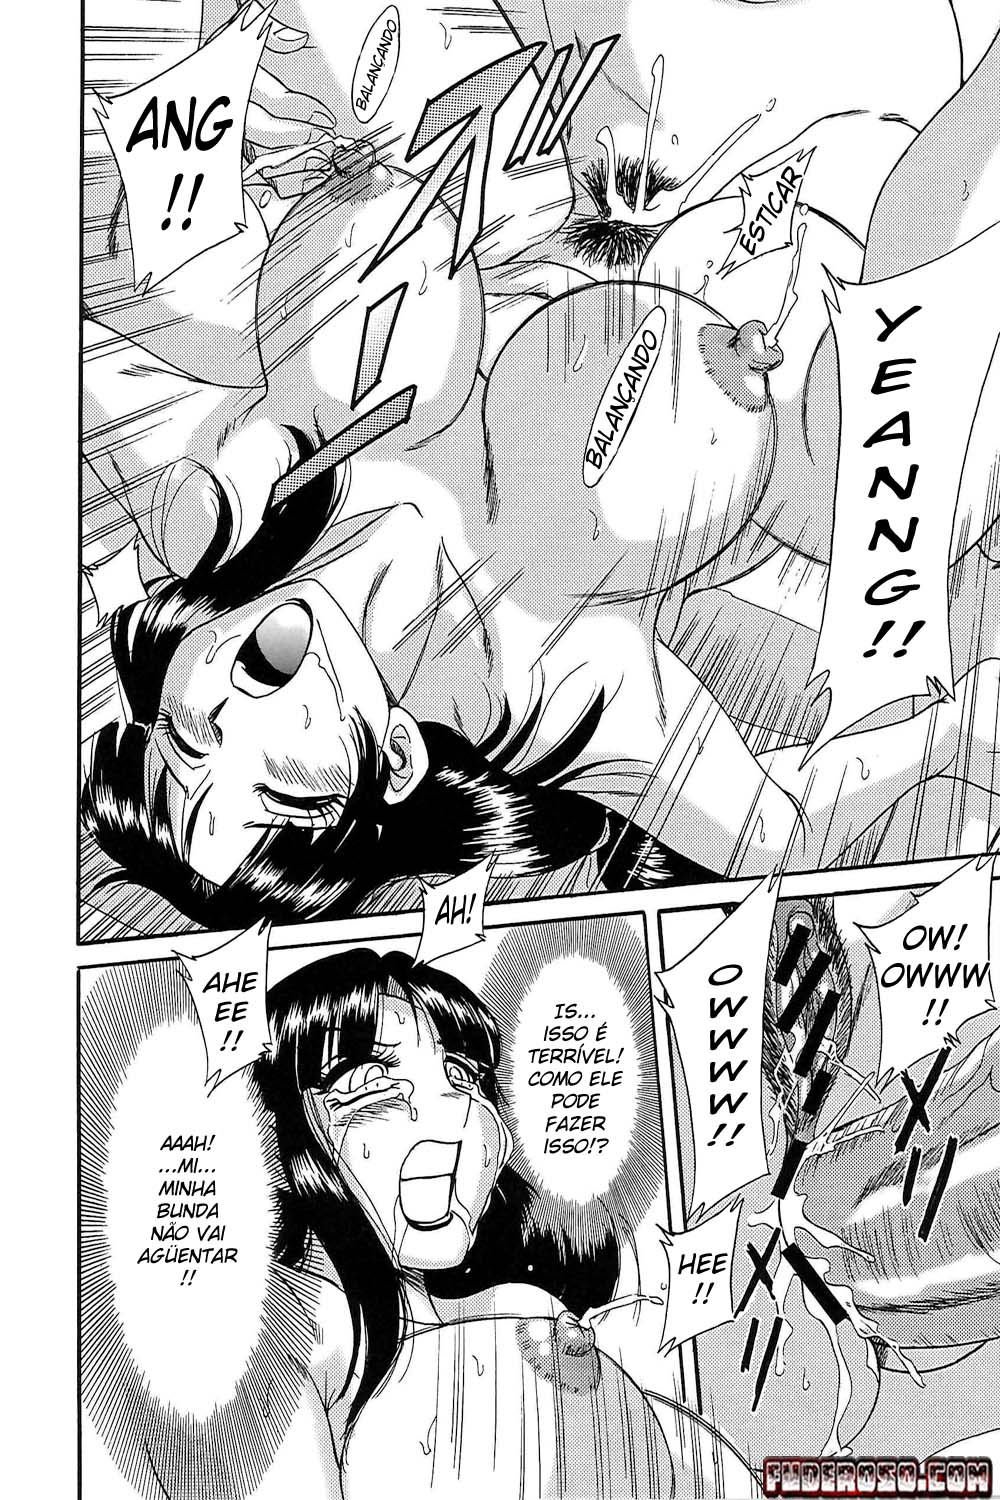 BALANÇANDO
ANG
!!
ESTICAR
BALANÇANDO
YEANNG!!
AH!
AHE
EE
!!
IS...
ISSO É
TERRÍVEL!
COMO ELE
PODE
FAZER
ISSO!?
AAAH!
...MI...
MINHA
BUNDA
NÃO VAI
AGÜENTAR
!!
OW!
OWWW
!!
OWWWW!!
HEE
!!
FUDEROSO.COM